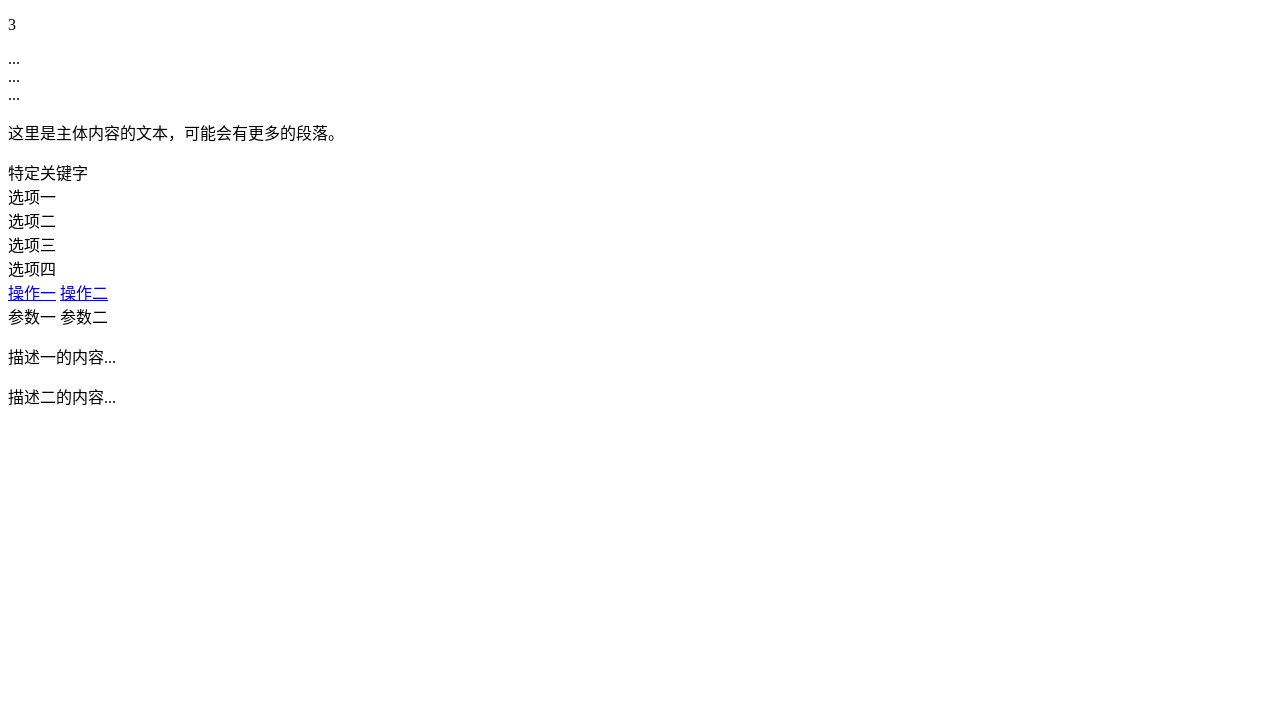 3
...
...
...
这里是主体内容的文本，可能会有更多的段落。
特定关键字
选项一
选项二
选项三
选项四
操作一 操作二
参数一 参数二
描述一的内容...
描述二的内容...